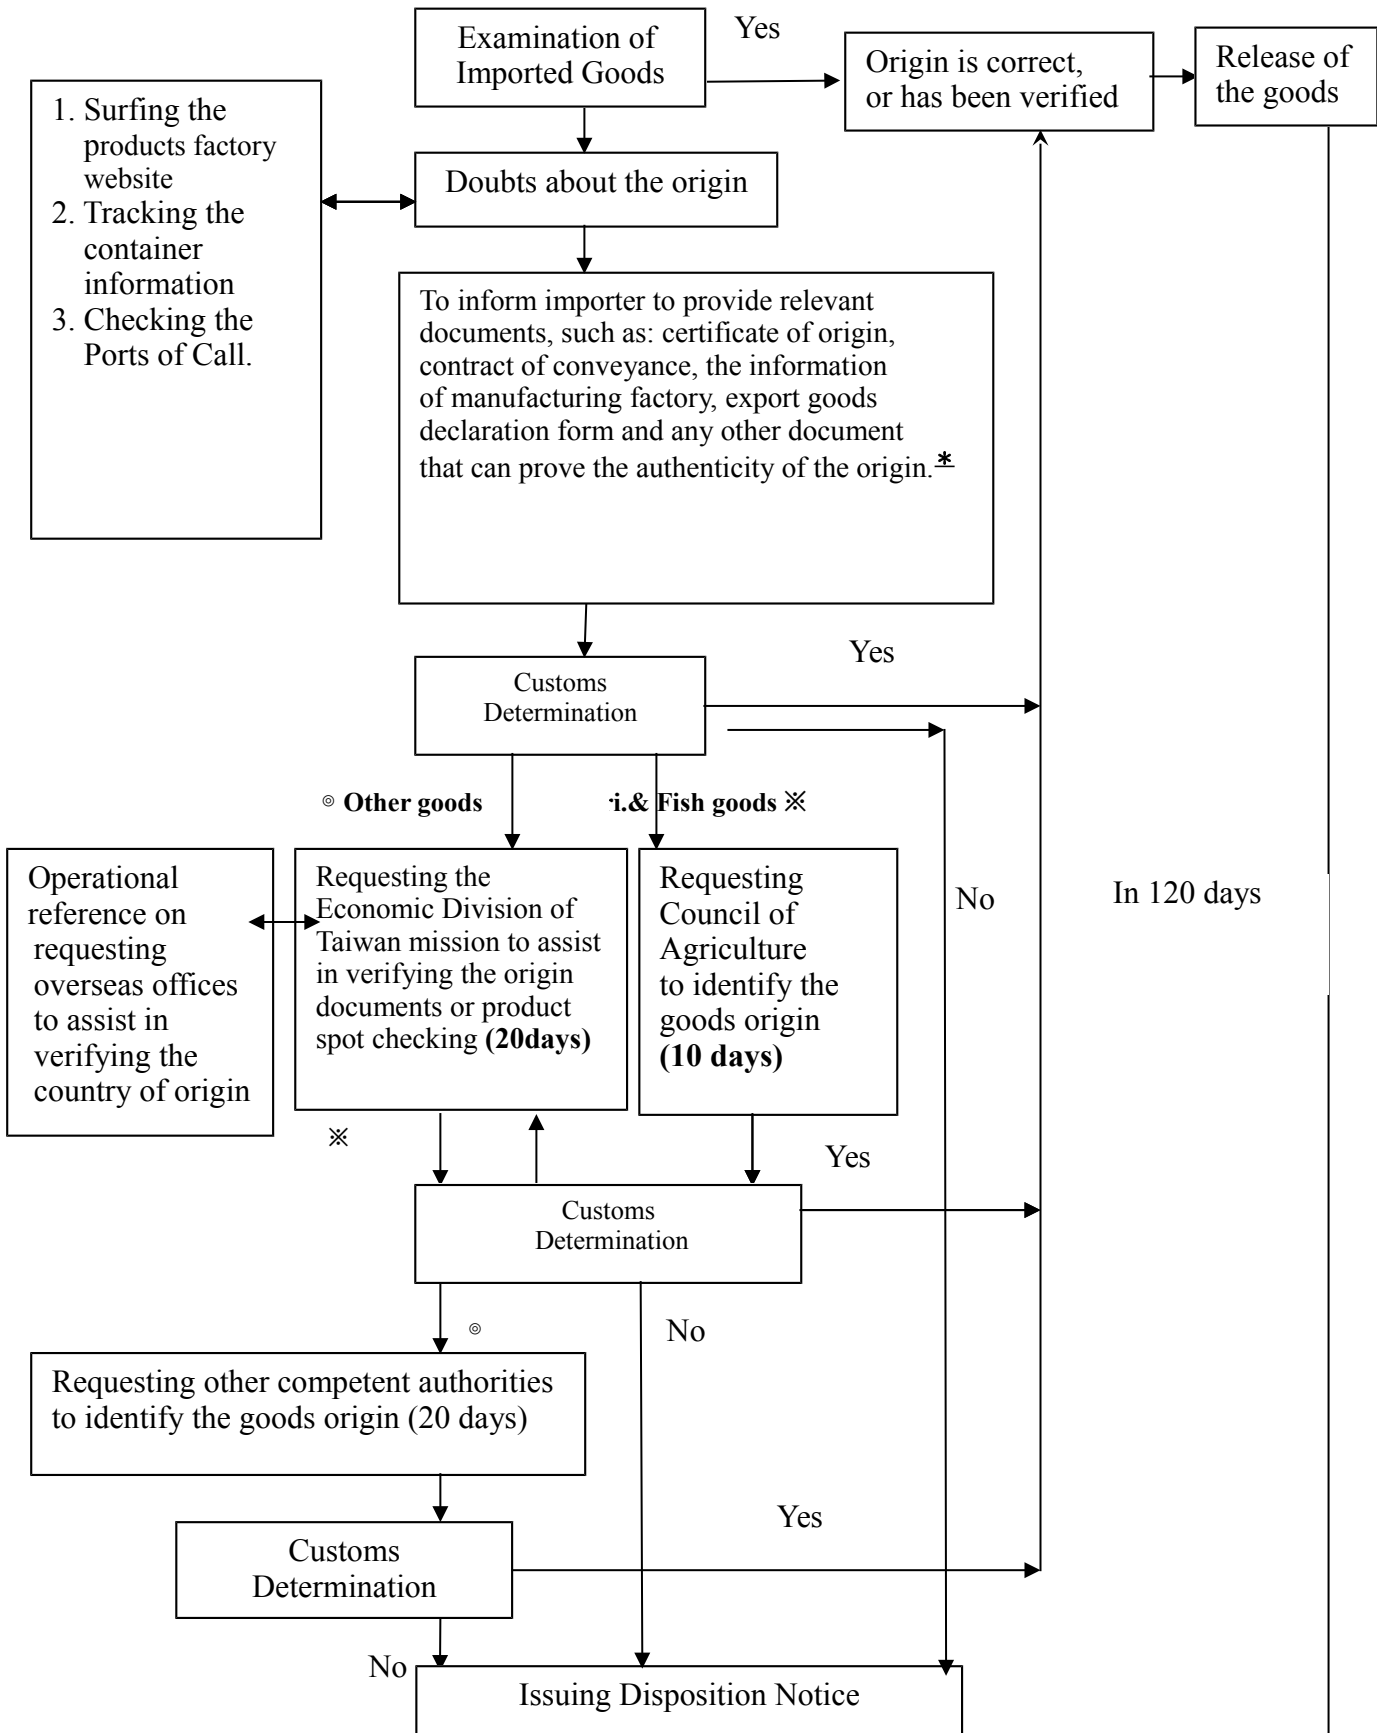 Examination of
Imported Goods
Yes
Origin is correct,
or has been verified
Release of
the goods
1. Surfing the
products factory
website
2. Tracking the
container
information
3. Checking the
Ports of Call.
Doubts about the origin
To inform importer to provide relevant
documents, such as: certificate of origin,
contract of conveyance, the information
of manufacturing factory, export goods
declaration form and any other document
that can prove the authenticity of the origin.*
Yes
Customs
Determination
◎ Other goods
i.& Fish goods ※
Operational
reference on
requesting
overseas offices
to assist in
verifying the
country of origin
Requesting the
Economic Division of
Taiwan mission to assist
in verifying the origin
documents or product
spot checking (20days)
Requesting
Council of
Agriculture
to identify the
goods origin
(10 days)
No
In 120 days
※
Yes
Customs
Determination
◎
No
Requesting other competent authorities
to identify the goods origin (20 days)
Yes
Customs
Determination
No
Issuing Disposition Notice